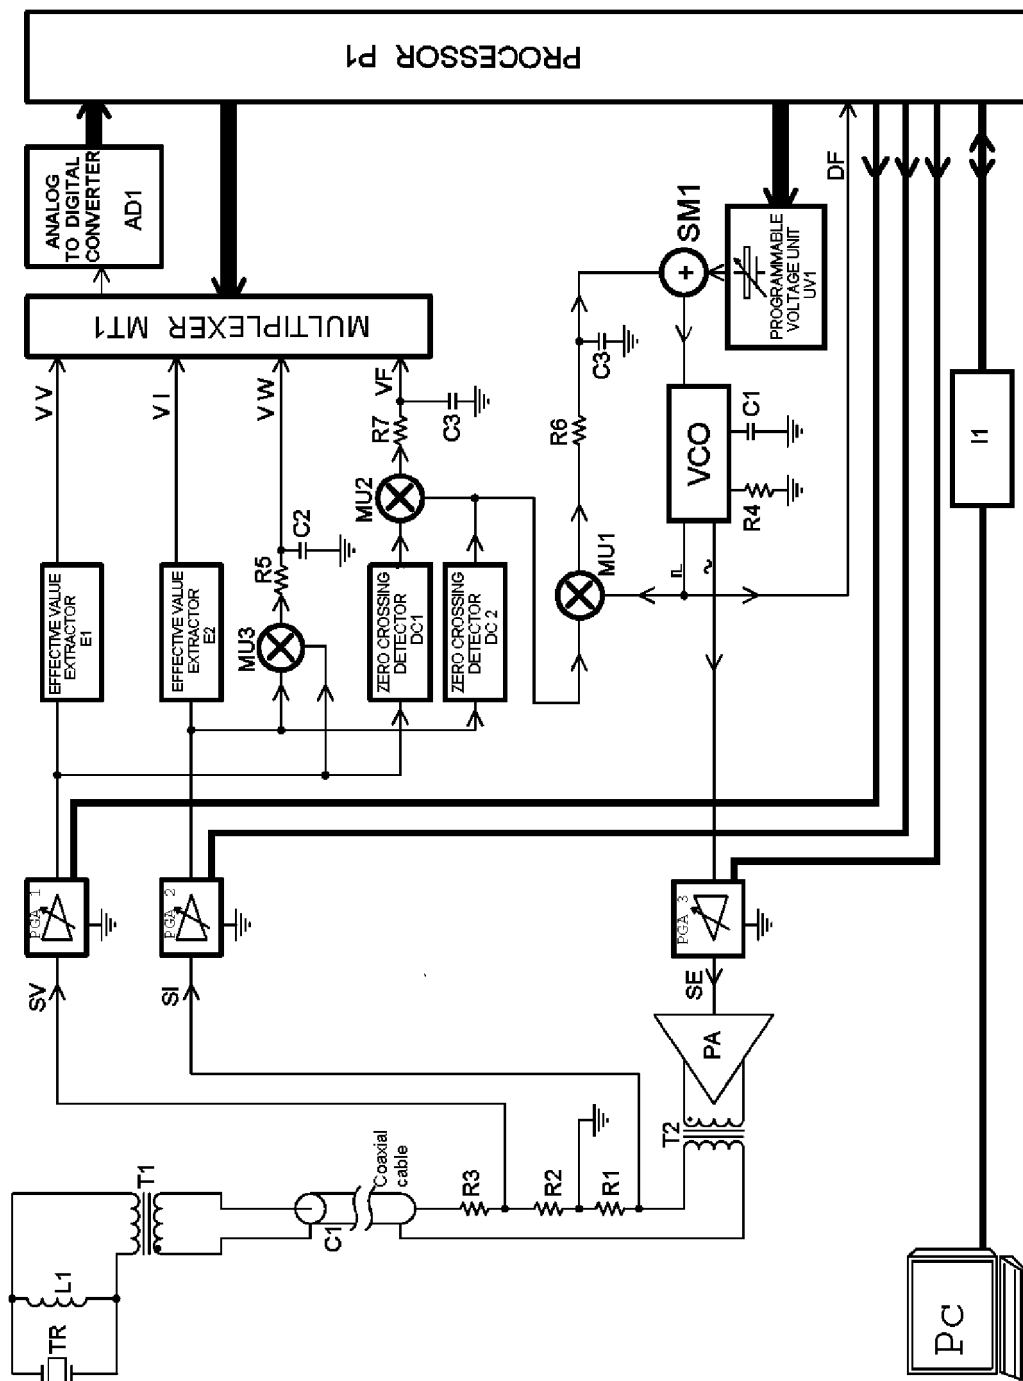 PROCESSOR P1
ANALOG
TO DIGITAL
CONVERTER
AD1
MULTIPLEXER MT1
V V
V I
V W
VF
DF
SM1
+
PROGRAMMABLE
VOLTAGE UNIT
UV1
C3
R7
C3
R6
VCO
C1
R4
I1
MU2
C2
R5
MU3
MU1
EFFECTIVE VALUE
EXTRACTOR
E1
EFFECTIVE VALUE
EXTRACTOR
E2
ZERO CROSSING
DETECTOR
DC1
ZERO CROSSING
DETECTOR
DC 2
~
PGA 1
PGA 2
PGA 3
SV
SI
SE
PA
T2
T1
Coaxial
cable
C1
R3
R2
R1
L1
TR
Pc